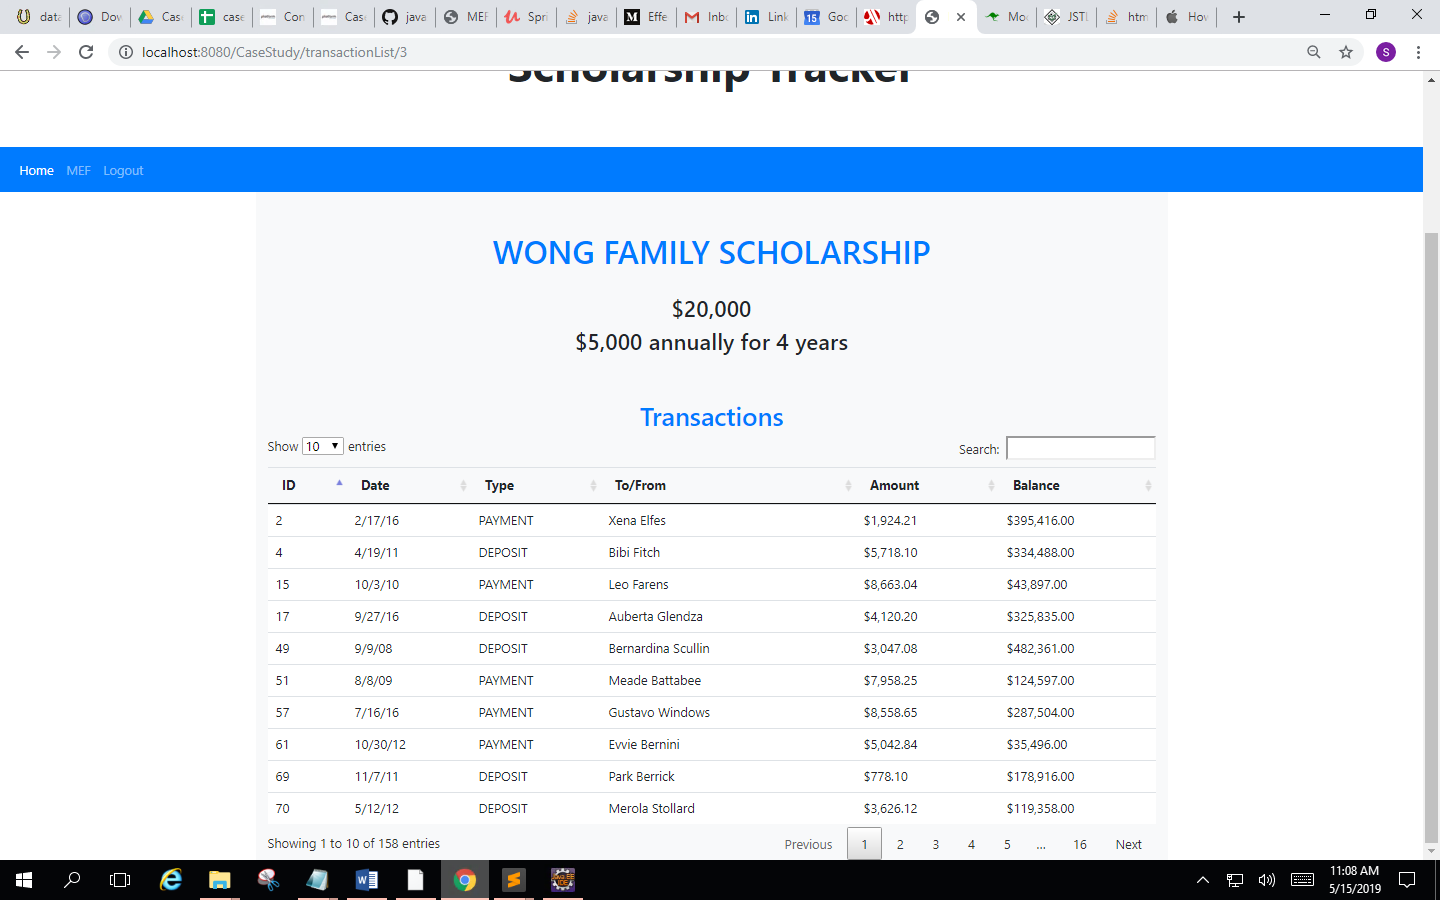 data
Dow
Case
case
Con
Case
java
MEF
Spri
java
Effe
Inb
Link
15 Goo
http
Moc
JSTL
htm
How
localhost:8080/CaseStudy/transactionList/3
S
Scholarship Tracker
Home MEF Logout
WONG FAMILY SCHOLARSHIP
$20,000
$5,000 annually for 4 years
Transactions
Show 10 entries
Search:
ID Date Type To/From Amount Balance
2 2/17/16 PAYMENT Xena Elfes $1,924.21 $395,416.00
4 4/19/11 DEPOSIT Bibi Fitch $5,718.10 $334,488.00
15 10/3/10 PAYMENT Leo Farens $8,663.04 $43,897.00
17 9/27/16 DEPOSIT Auberta Glendza $4,120.20 $325,835.00
49 9/9/08 DEPOSIT Bernardina Scullin $3,047.08 $482,361.00
51 8/8/09 PAYMENT Meade Battabee $7,958.25 $124,597.00
57 7/16/16 PAYMENT Gustavo Windows $8,558.65 $287,504.00
61 10/30/12 PAYMENT Evvie Bernini $5,042.84 $35,496.00
69 11/7/11 DEPOSIT Park Berrick $778.10 $178,916.00
70 5/12/12 DEPOSIT Merola Stollard $3,626.12 $119,358.00
Showing 1 to 10 of 158 entries
Previous 1 2 3 4 5 ... 16 Next
11:08 AM
5/15/2019